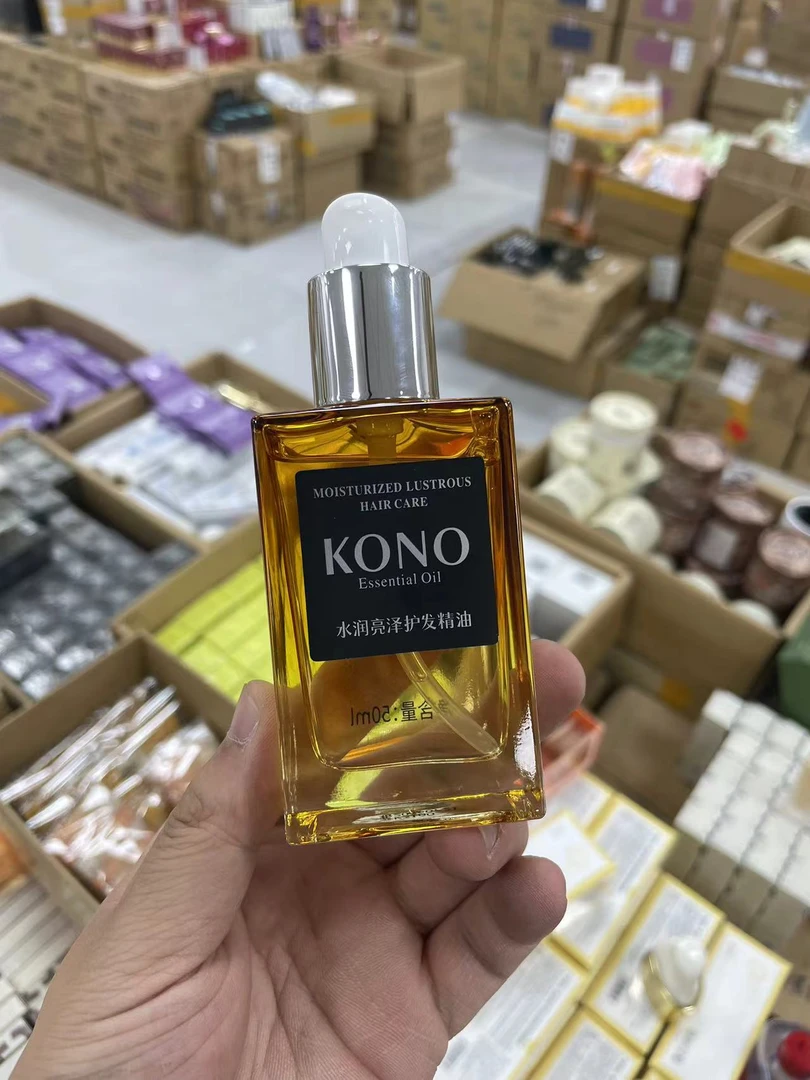 MOISTURIZED LUSTROUS
HAIR CARE
KONO
Essential Oil
水润亮泽护发精油
含量:50ml